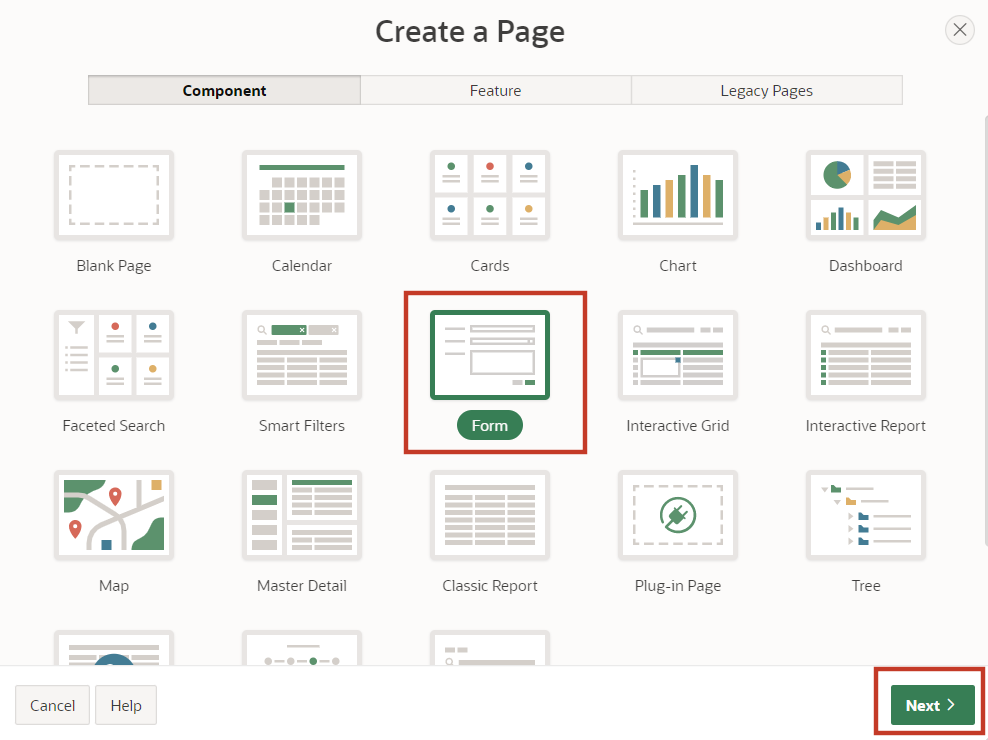 Create a Page
Component Feature Legacy Pages
Blank Page Calendar Cards Chart Dashboard
Faceted Search Smart Filters Form Interactive Grid Interactive Report
Map Master Detail Classic Report Plug-in Page Tree
Cancel Help Next